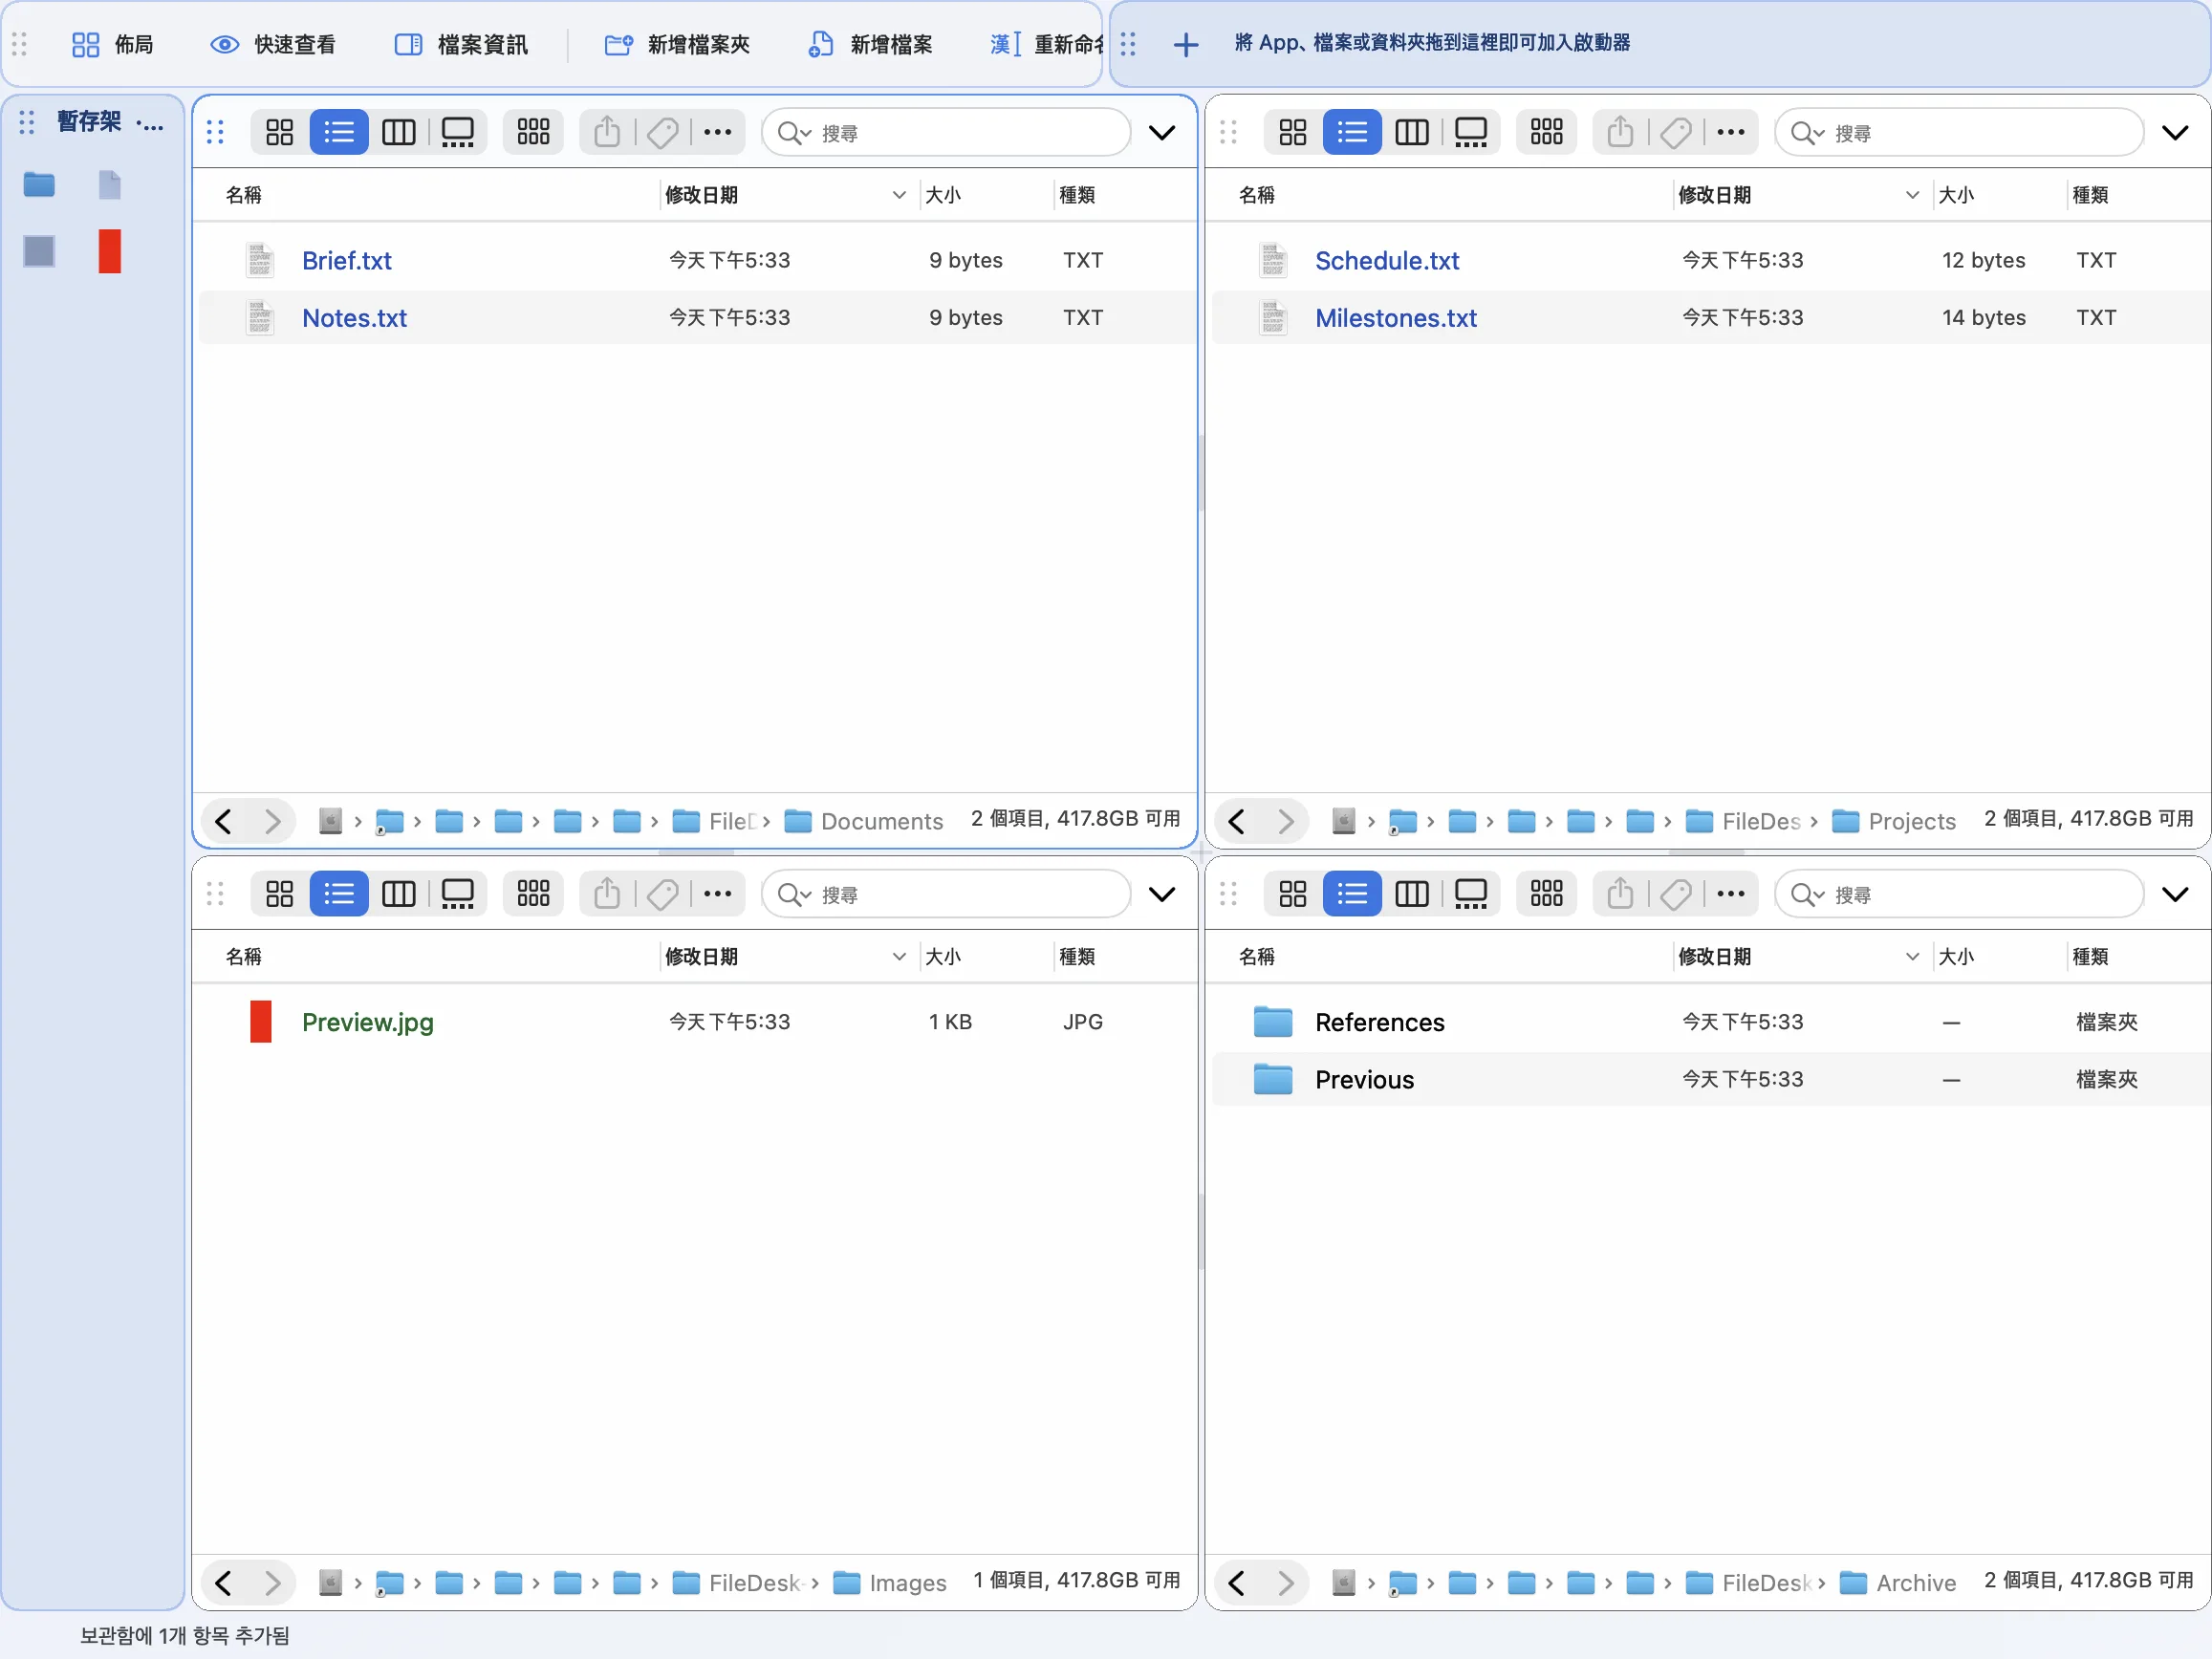 佈局 快速查看 檔案資訊 新增檔案夾 新增檔案 重新命名
將 App、檔案或資料夾拖到這裡即可加入啟動器
暫存架 ·...
搜尋
名稱 修改日期 大小 種類
Brief.txt 今天下午5:33 9 bytes TXT
Notes.txt 今天下午5:33 9 bytes TXT
FileD Documents 2 個項目, 417.8GB 可用
搜尋
名稱 修改日期 大小 種類
Schedule.txt 今天下午5:33 12 bytes TXT
Milestones.txt 今天下午5:33 14 bytes TXT
FileDes Projects 2 個項目, 417.8GB 可用
搜尋
名稱 修改日期 大小 種類
Preview.jpg 今天下午5:33 1 KB JPG
FileDesk- Images 1 個項目, 417.8GB 可用
搜尋
名稱 修改日期 大小 種類
References 今天下午5:33 — 檔案夾
Previous 今天下午5:33 — 檔案夾
FileDesk Archive 2 個項目, 417.8GB 可用
보관함에 1개 항목 추가됨